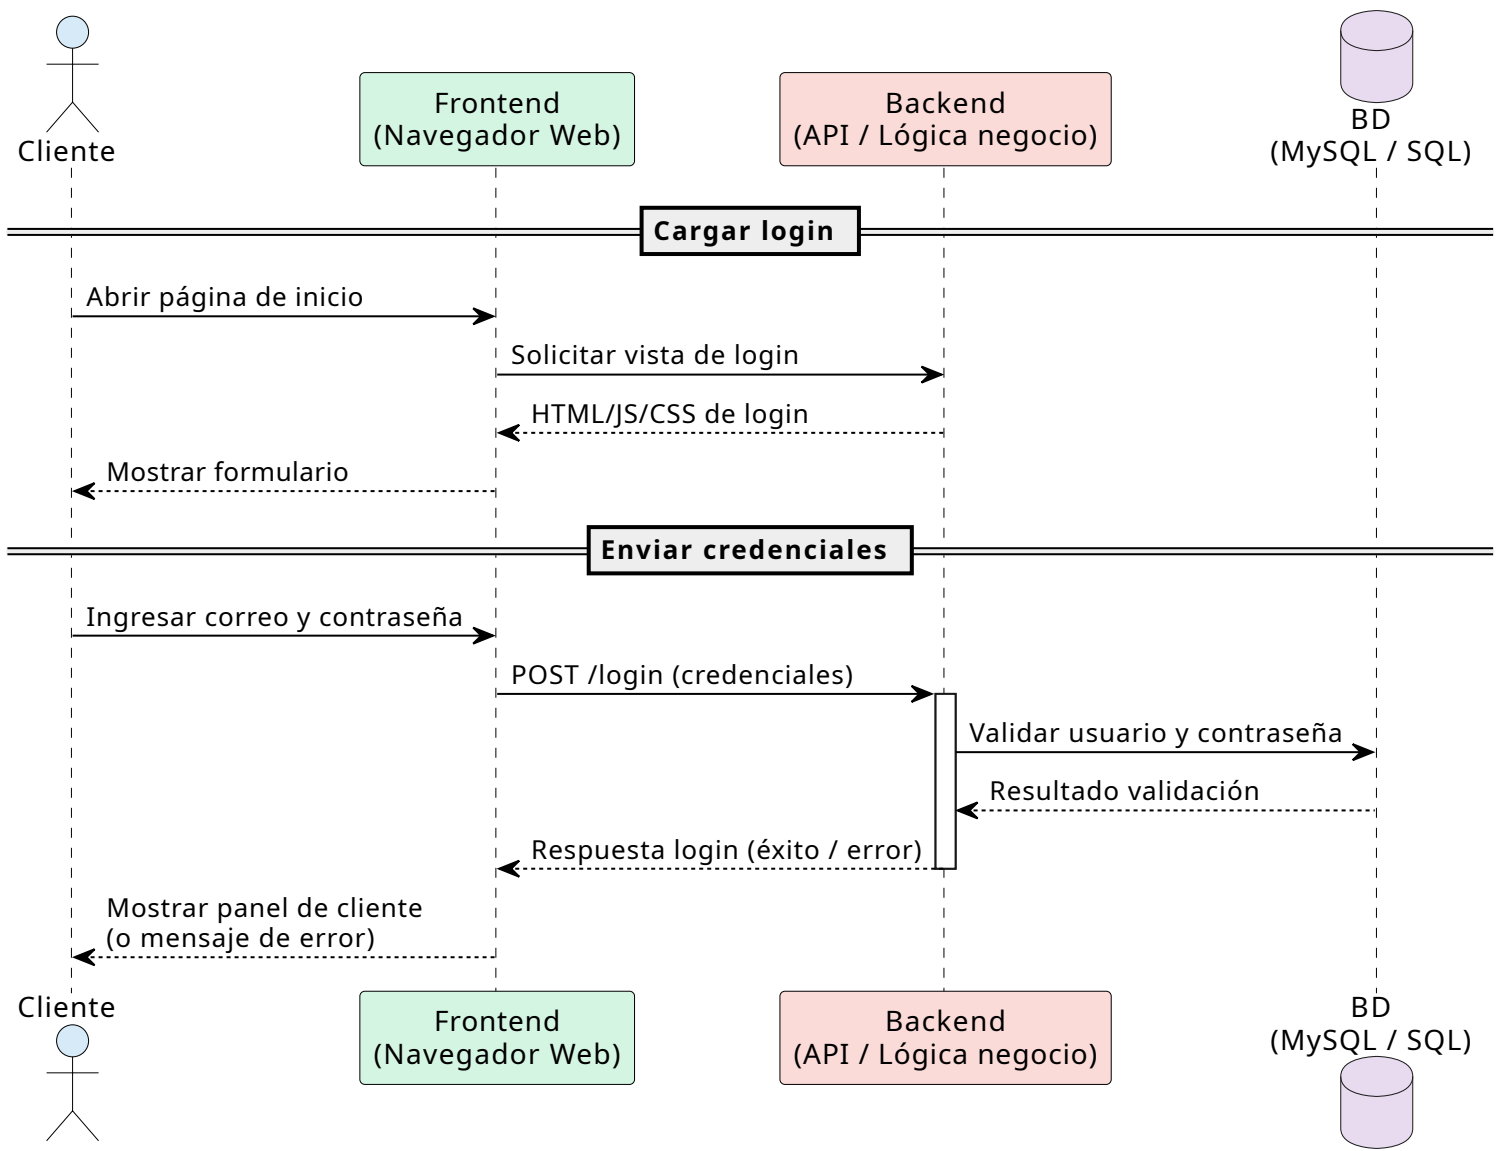 Cliente
Frontend
(Navegador Web)
Backend
(API / Lógica negocio)
BD
(MySQL / SQL)
Cargar login
Abrir página de inicio
Solicitar vista de login
HTML/JS/CSS de login
Mostrar formulario
Enviar credenciales
Ingresar correo y contraseña
POST /login (credenciales)
Validar usuario y contraseña
Resultado validación
Respuesta login (éxito / error)
Mostrar panel de cliente
(o mensaje de error)
Cliente
Frontend
(Navegador Web)
Backend
(API / Lógica negocio)
BD
(MySQL / SQL)